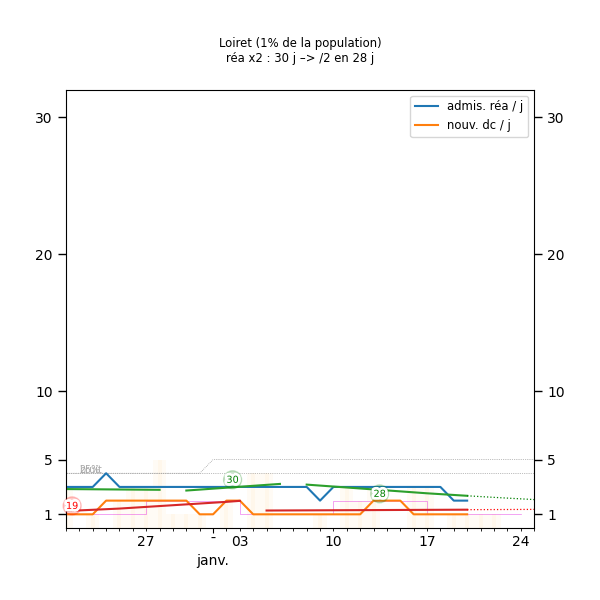 Loiret (1% de la population)
réa x2 : 30 j –> /2 en 28 j
admis. réa / j
nouv. dc / j
30 30
20 20
10 10
5 5
1 1
19
30
28
27 - 03 10 17 24
janv.